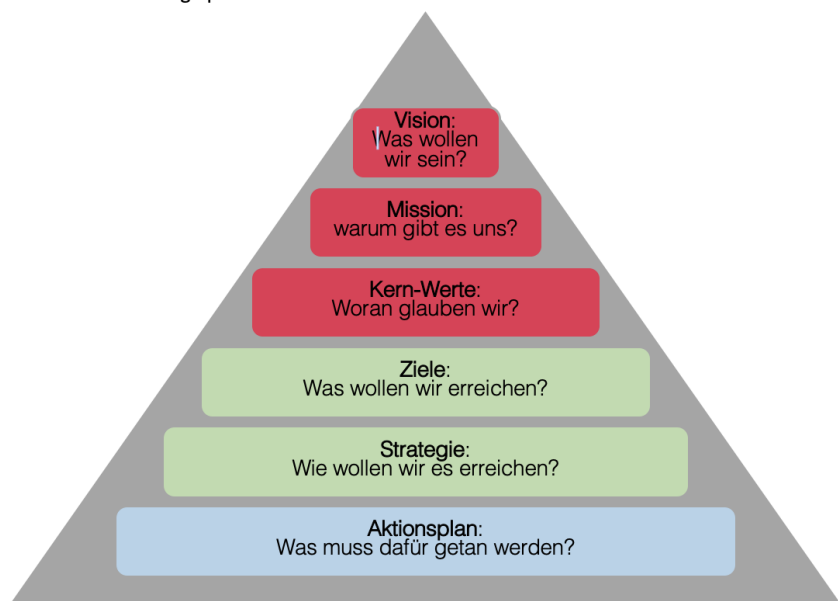 Vision:
Was wollen
wir sein?
Mission:
warum gibt es uns?
Kern-Werte:
Woran glauben wir?
Ziele:
Was wollen wir erreichen?
Strategie:
Wie wollen wir es erreichen?
Aktionsplan:
Was muss dafür getan werden?